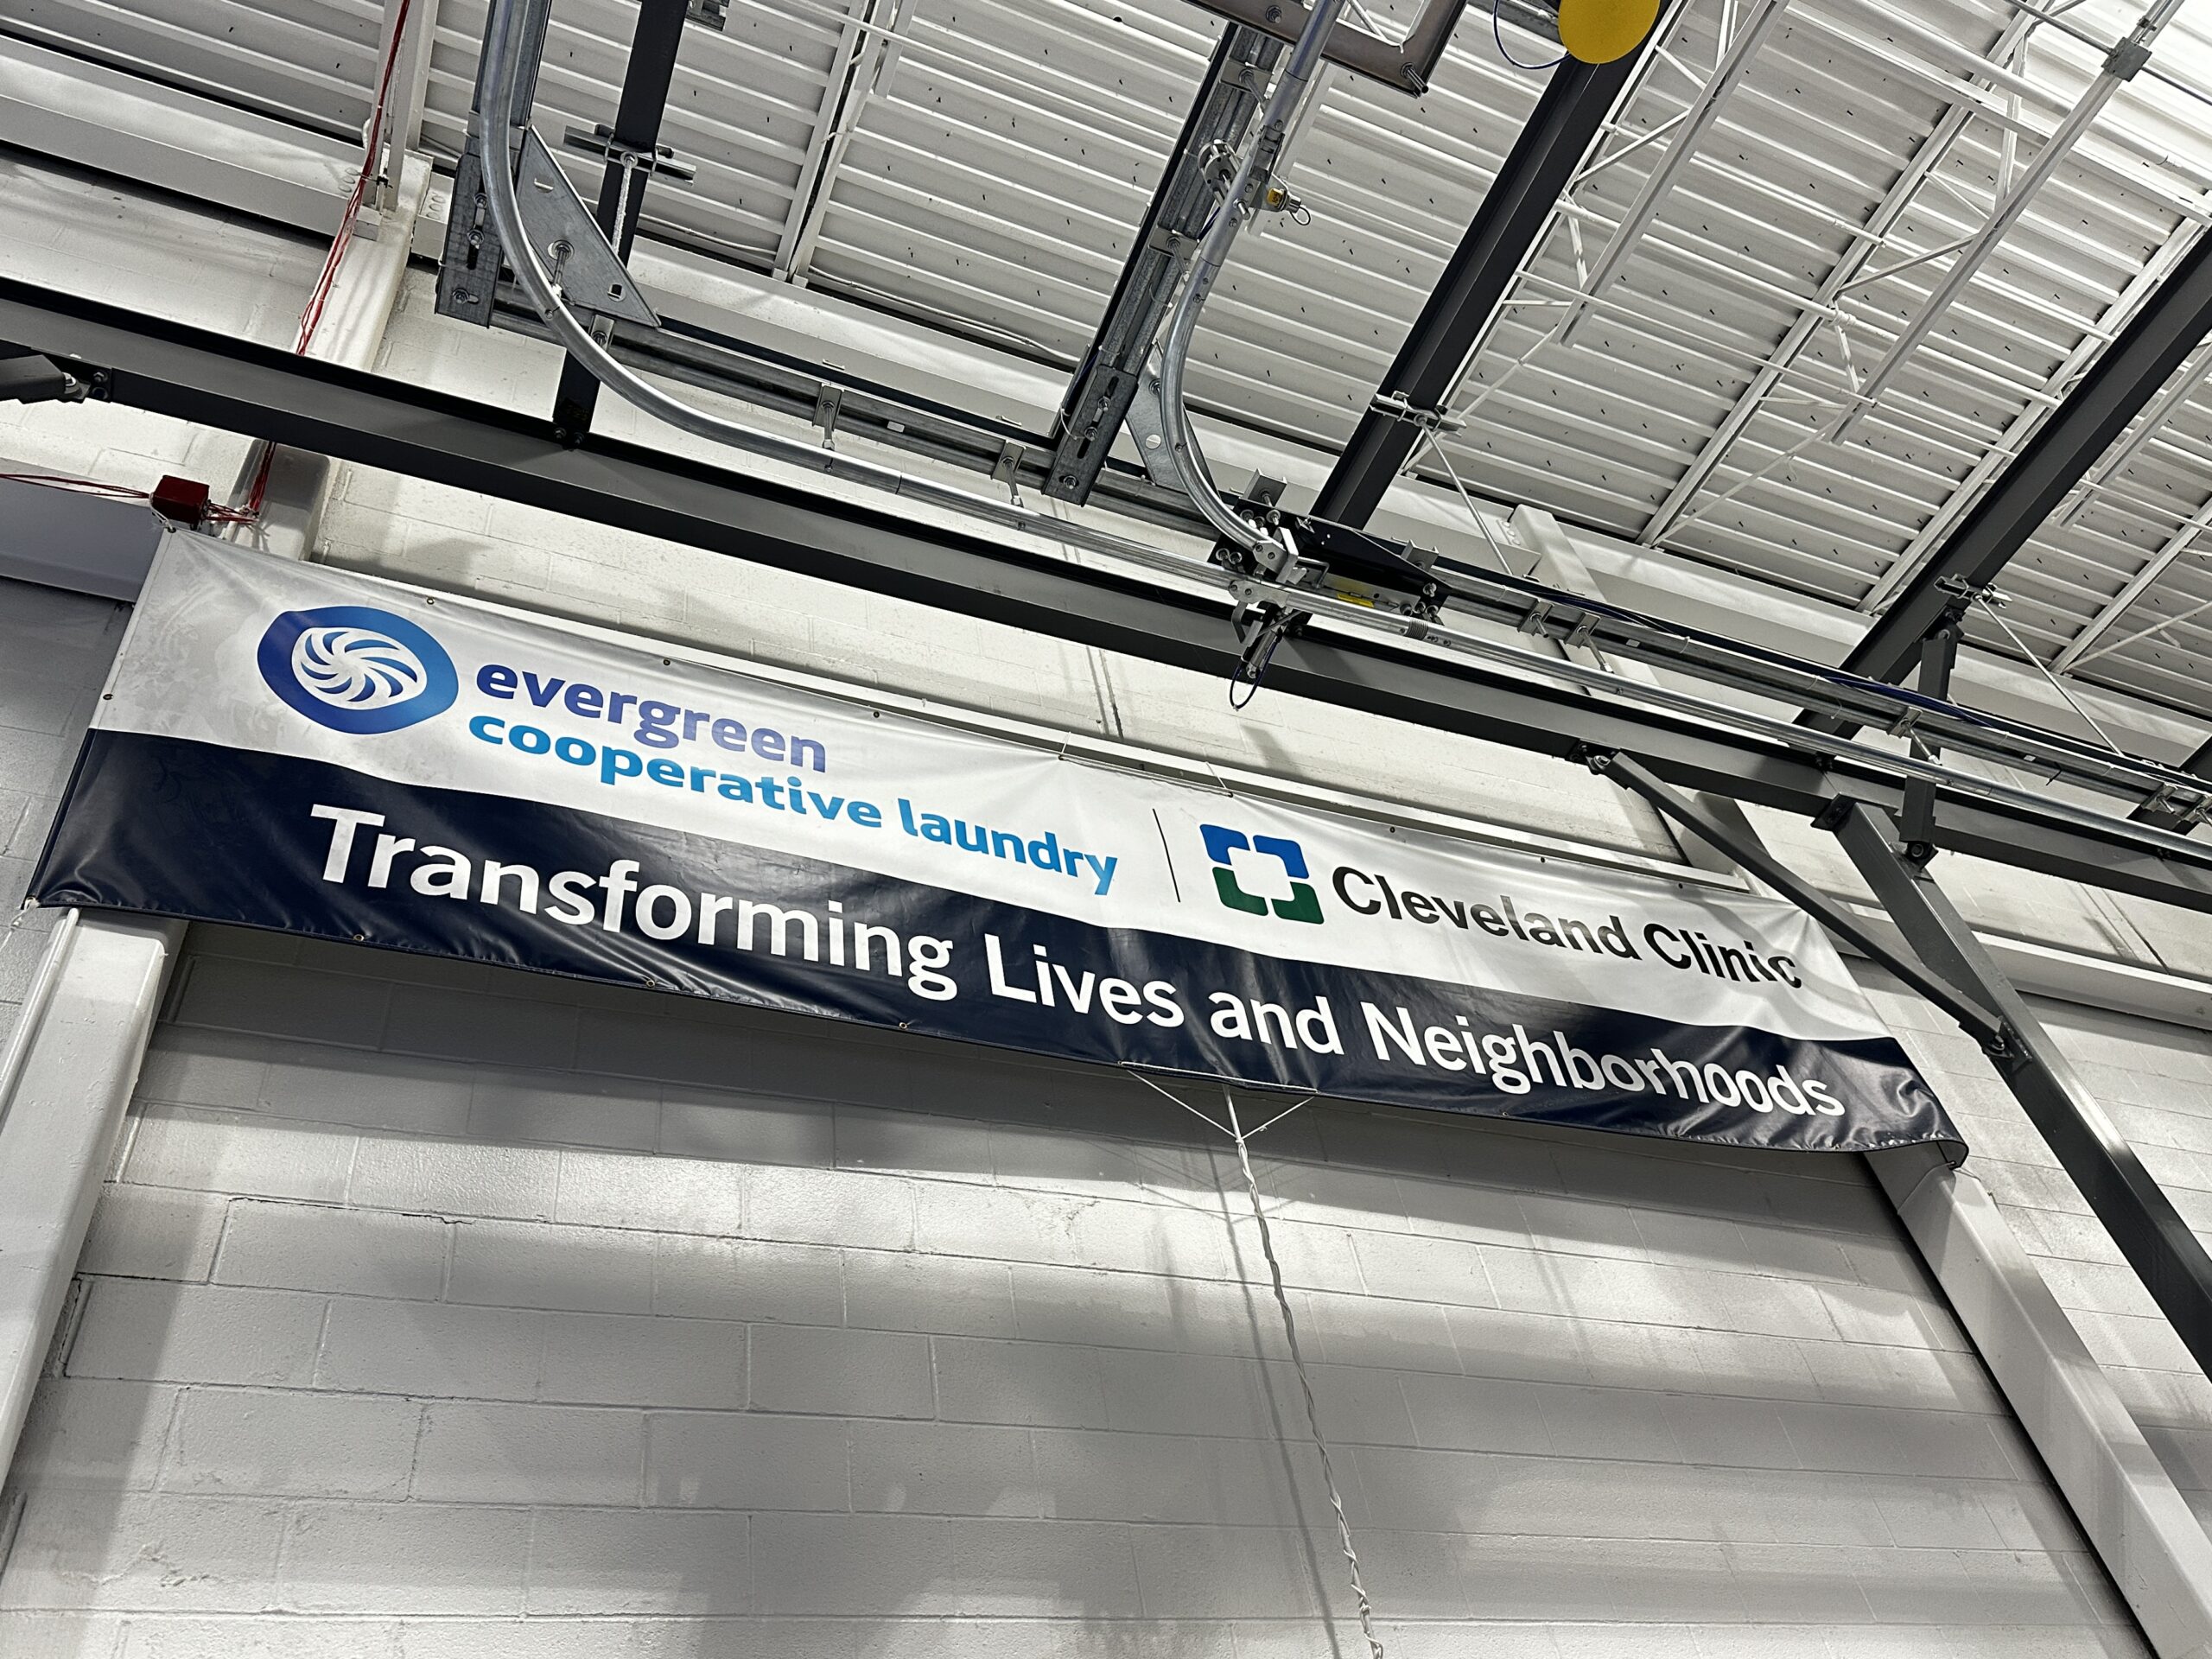 evergreen
cooperative laundry
Cleveland Clinic
Transforming Lives and Neighborhoods